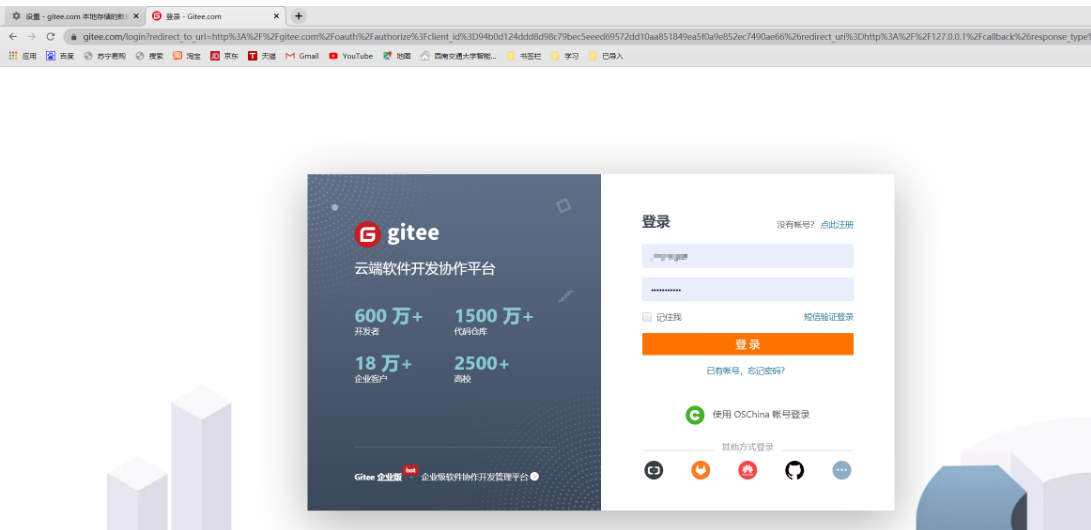 设置 - gitee.com 本地存储的数
登录 - Gitee.com
gitee.com/login?redirect_to_url=http%3A%2F%2Fgitee.com%2Foauth%2Fauthorize%3Fclient_id%3D94b0d124ddd8d98c79bec5eeed69572dd10aa851849ea5f0a9e852ec7490ae66%26redirect_uri%3Dhttp%3A%2F%2F127.0.0.1%2Fcallback%26response_type%
应用 百度 苏宁易购 搜索 淘宝 京东 天猫 Gmail YouTube 地图 西南交通大学智能... 书签栏 学习 已导入
gitee
云端软件开发协作平台
600 万+ 1500 万+
开发者 代码仓库
18 万+ 2500+
企业客户 高校
Gitee 企业版 hot · 企业级软件协作开发管理平台
登录
没有帐号? 点此注册
记住我 短信验证登录
登 录
已有帐号，忘记密码?
使用 OSChina 帐号登录
其他方式登录